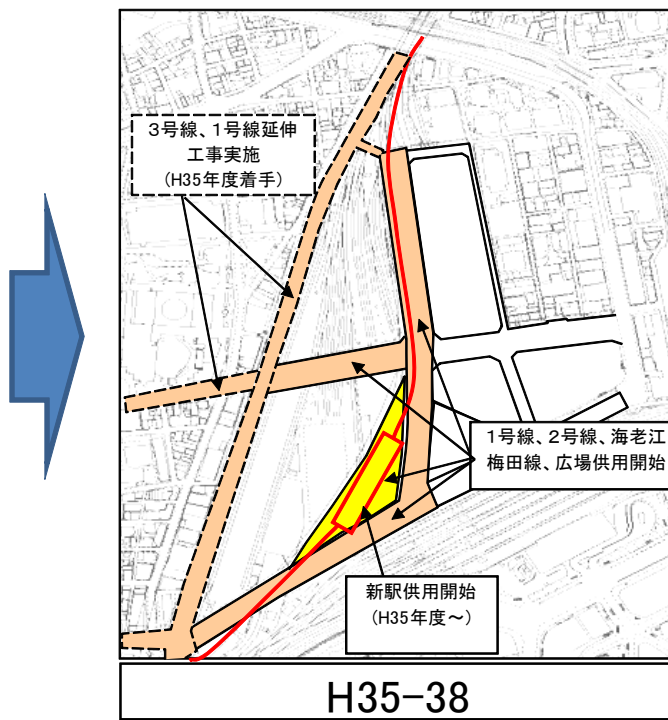 3号線、1号線延伸
工事実施
(H35年度着手)
1号線、2号線、海老江
梅田線、広場供用開始
新駅供用開始
(H35年度～)
H35-38